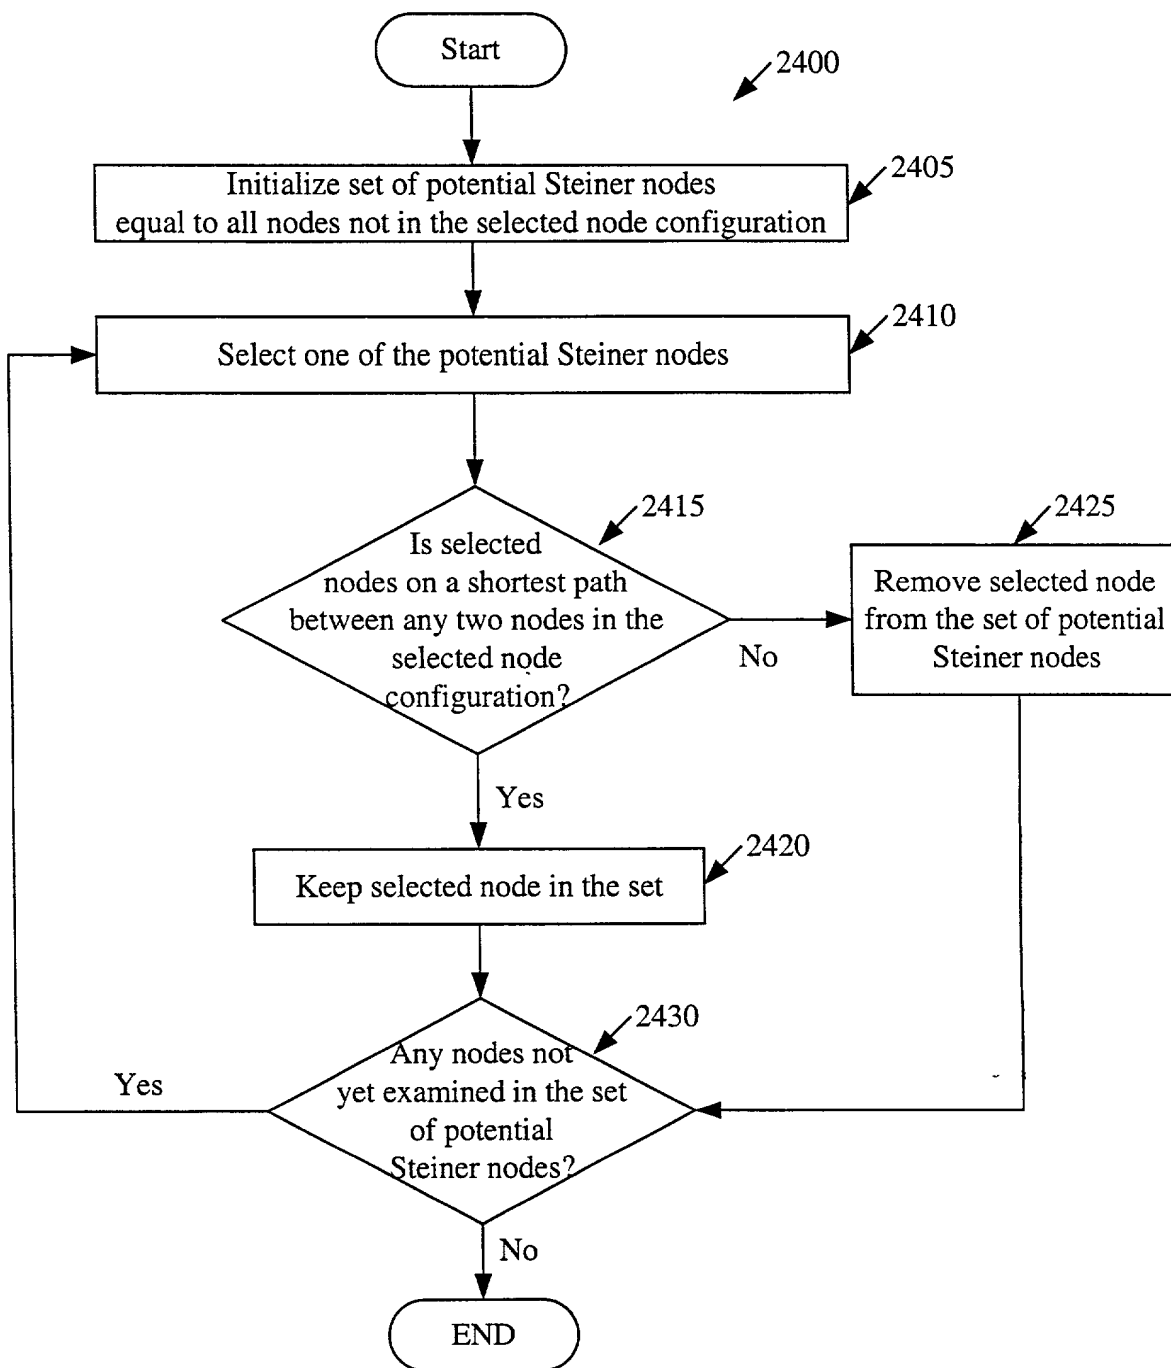 Start
2400
2405
Initialize set of potential Steiner nodes
equal to all nodes not in the selected node configuration
2410
Select one of the potential Steiner nodes
2415
Is selected
nodes on a shortest path
between any two nodes in the
selected node
configuration?
No
2425
Remove selected node
from the set of potential
Steiner nodes
Yes
2420
Keep selected node in the set
2430
Any nodes not
yet examined in the set
of potential
Steiner nodes?
Yes
No
END